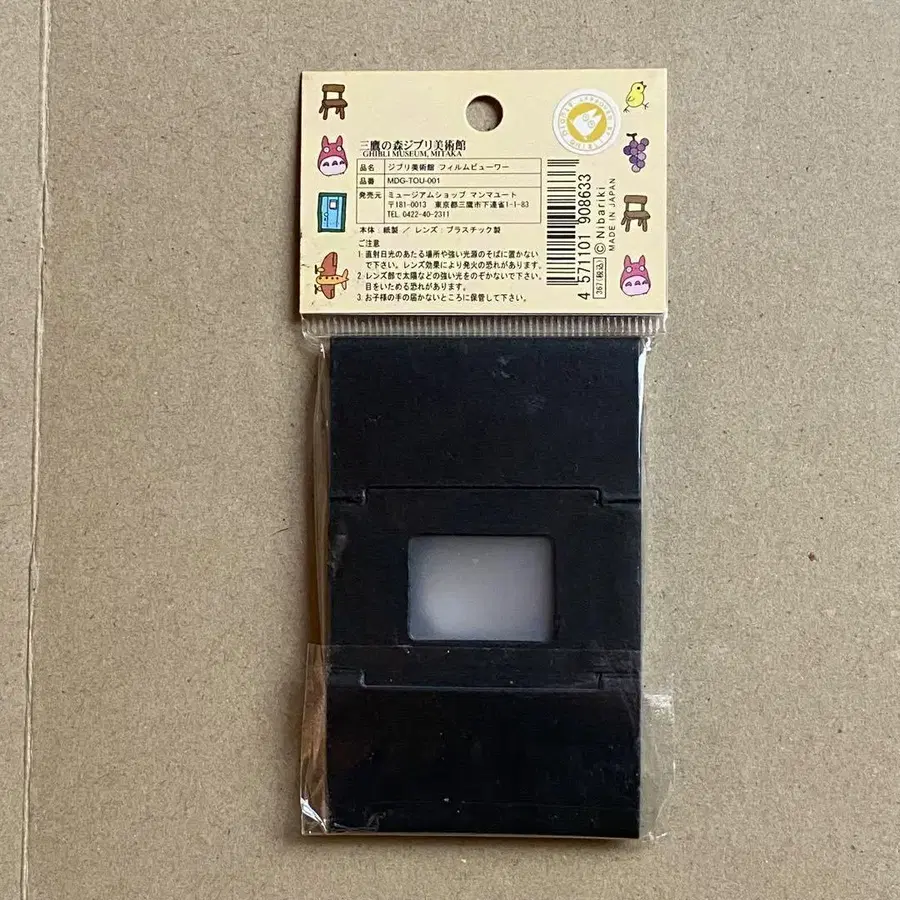 三鷹の森ジブリ美術館
GHIBLI MUSEUM, MITAKA
品名 ジブリ美術館 フィルムビューワー
品番 MDG-TOU-001
発売元 ミュージアムショップ マンマユート
〒181-0013 東京都三鷹市下連雀1-1-83
TEL. 0422-40-2311
本体：紙製 ／ レンズ：プラスチック製
ご注意
1. 直射日光のあたる場所や強い光源のそばに置かない
で下さい。レンズ効果により発火の恐れがあります。
2. レンズ部で太陽などの強い光をのぞかないで下さい。
目をいためる恐れがあります。
3. お子様の手の届かないところに保管して下さい。
4 571101 908633
367(税込)
© Nibariki
MADE IN JAPAN